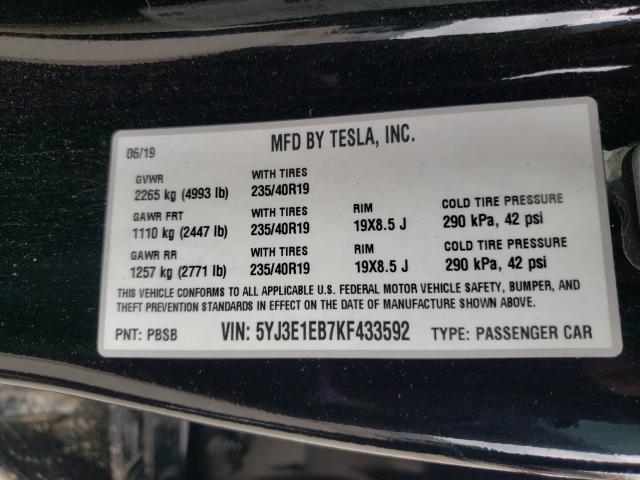 MFD BY TESLA, INC.
06/19
GVWR WITH TIRES
2265 kg (4993 lb) 235/40R19
GAWR FRT WITH TIRES RIM COLD TIRE PRESSURE
1110 kg (2447 lb) 235/40R19 19X8.5 J 290 kPa, 42 psi
GAWR RR WITH TIRES RIM COLD TIRE PRESSURE
1257 kg (2771 lb) 235/40R19 19X8.5 J 290 kPa, 42 psi
THIS VEHICLE CONFORMS TO ALL APPLICABLE U.S. FEDERAL MOTOR VEHICLE SAFETY, BUMPER, AND
THEFT PREVENTION STANDARDS IN EFFECT ON THE DATE OF MANUFACTURE SHOWN ABOVE.
PNT: PBSB VIN: 5YJ3E1EB7KF433592 TYPE: PASSENGER CAR